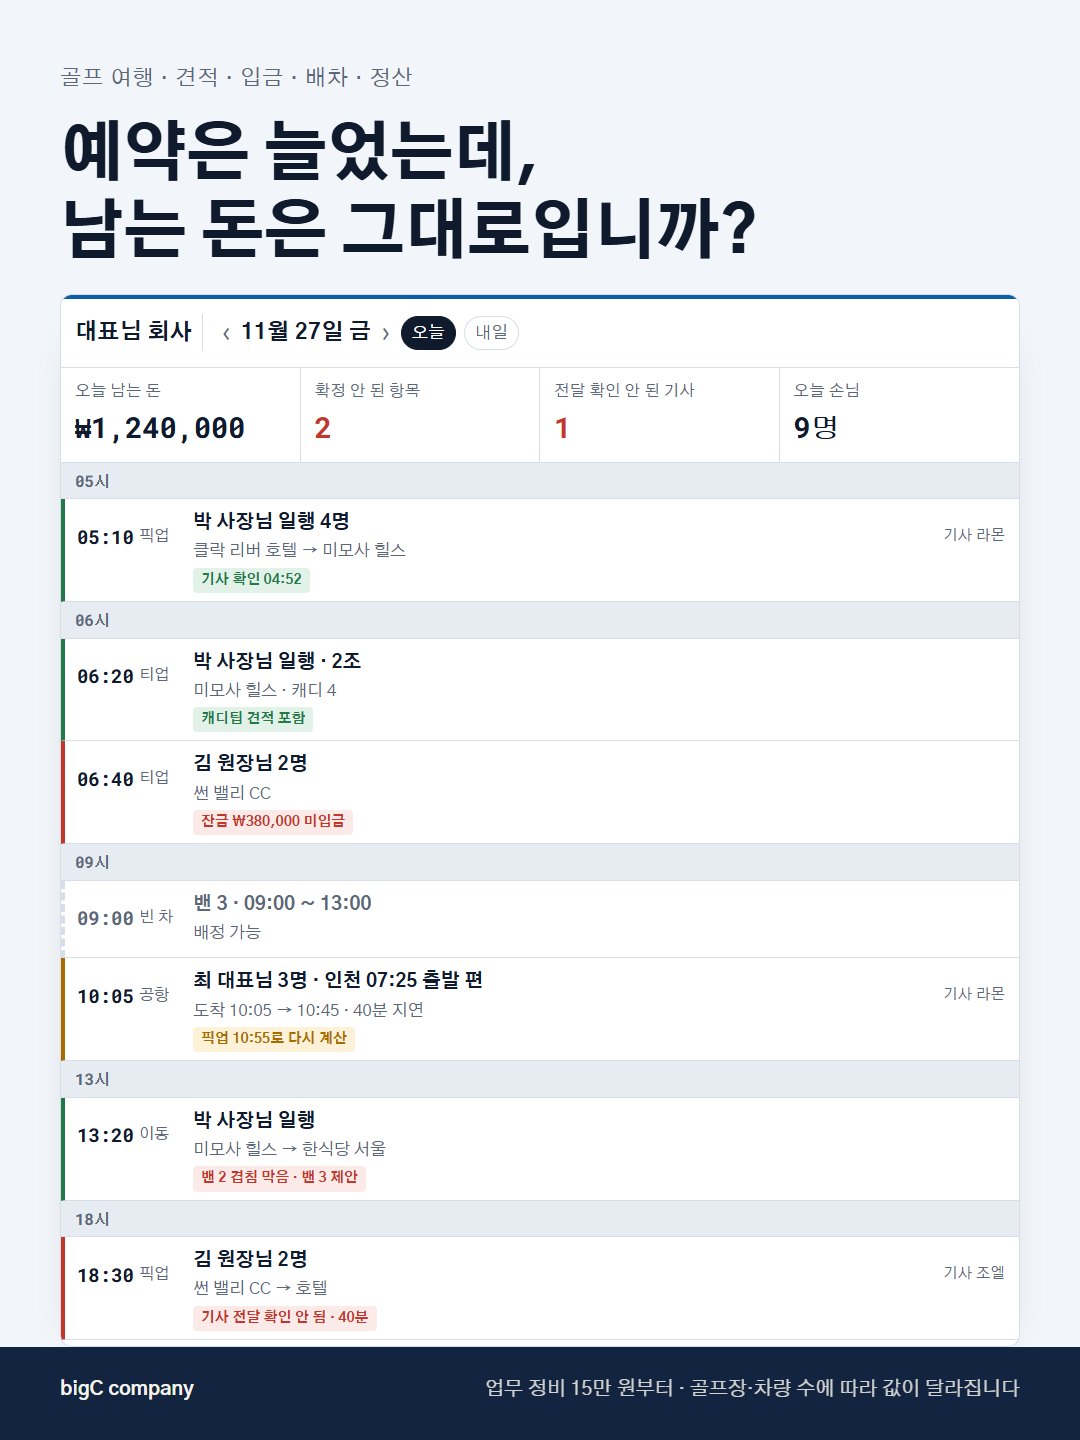 골프 여행 · 견적 · 입금 · 배차 · 정산
예약은 늘었는데,
남는 돈은 그대로입니까?
대표님 회사 ‹ 11월 27일 금 › 오늘 내일
오늘 남는 돈 확정 안 된 항목 전달 확인 안 된 기사 오늘 손님
₩1,240,000 2 1 9명
05시
박 사장님 일행 4명
05:10 픽업 기사 라몬
클락 리버 호텔 → 미모사 힐스
기사 확인 04:52
06시
박 사장님 일행 · 2조
06:20 티업
미모사 힐스 · 캐디 4
캐디팁 견적 포함
김 원장님 2명
06:40 티업
썬 밸리 CC
잔금 ₩380,000 미입금
09시
밴 3 · 09:00 ~ 13:00
09:00 빈 차
배정 가능
최 대표님 3명 · 인천 07:25 출발 편
10:05 공항 기사 라몬
도착 10:05 → 10:45 · 40분 지연
픽업 10:55로 다시 계산
13시
박 사장님 일행
13:20 이동
미모사 힐스 → 한식당 서울
밴 2 겹침 막음 · 밴 3 제안
18시
김 원장님 2명
18:30 픽업 기사 조엘
썬 밸리 CC → 호텔
기사 전달 확인 안 됨 · 40분
bigC company 업무 정비 15만 원부터 · 골프장·차량 수에 따라 값이 달라집니다